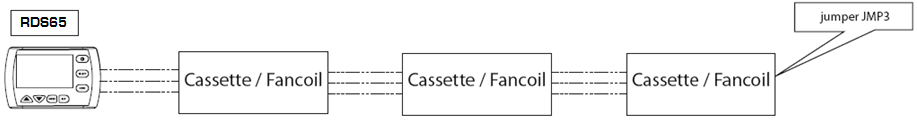 RDS65
jumper JMP3
Cassette / Fancoil
Cassette / Fancoil
Cassette / Fancoil